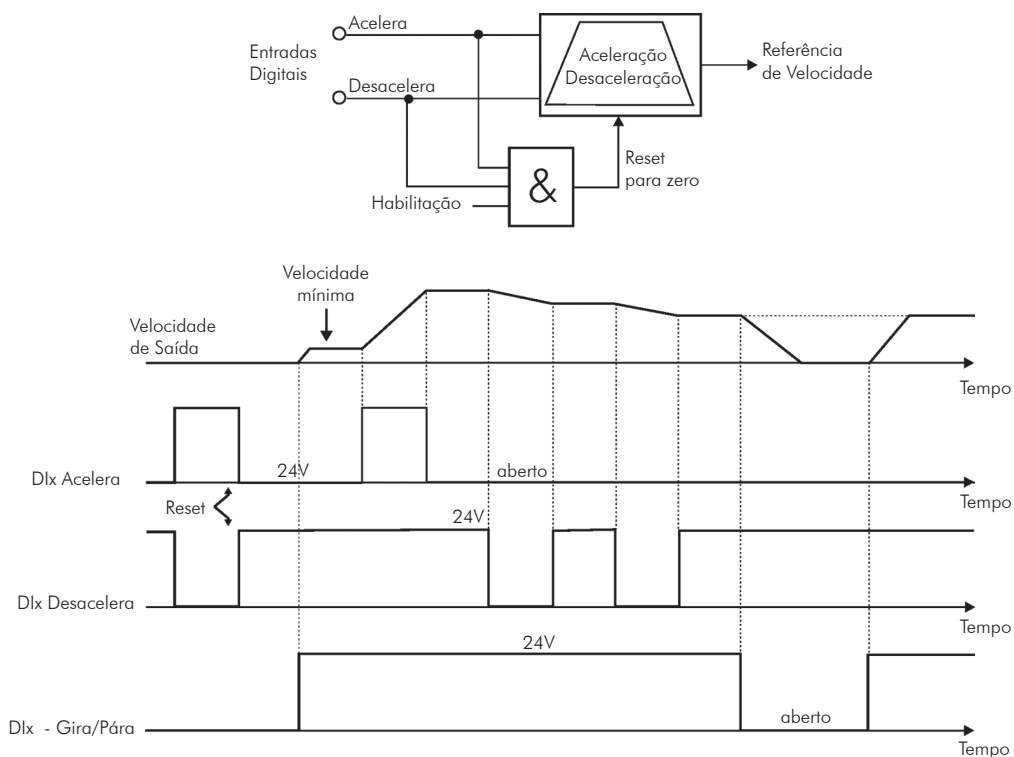 Acelera
Entradas
Digitais
Desacelera
Aceleração
Desaceleração
Referência
de Velocidade
&
Reset
para zero
Habilitação
Velocidade
mínima
Velocidade
de Saída
Tempo
24V
aberto
DIx Acelera
Tempo
Reset
24V
DIx Desacelera
Tempo
24V
aberto
DIx - Gira/Pára
Tempo